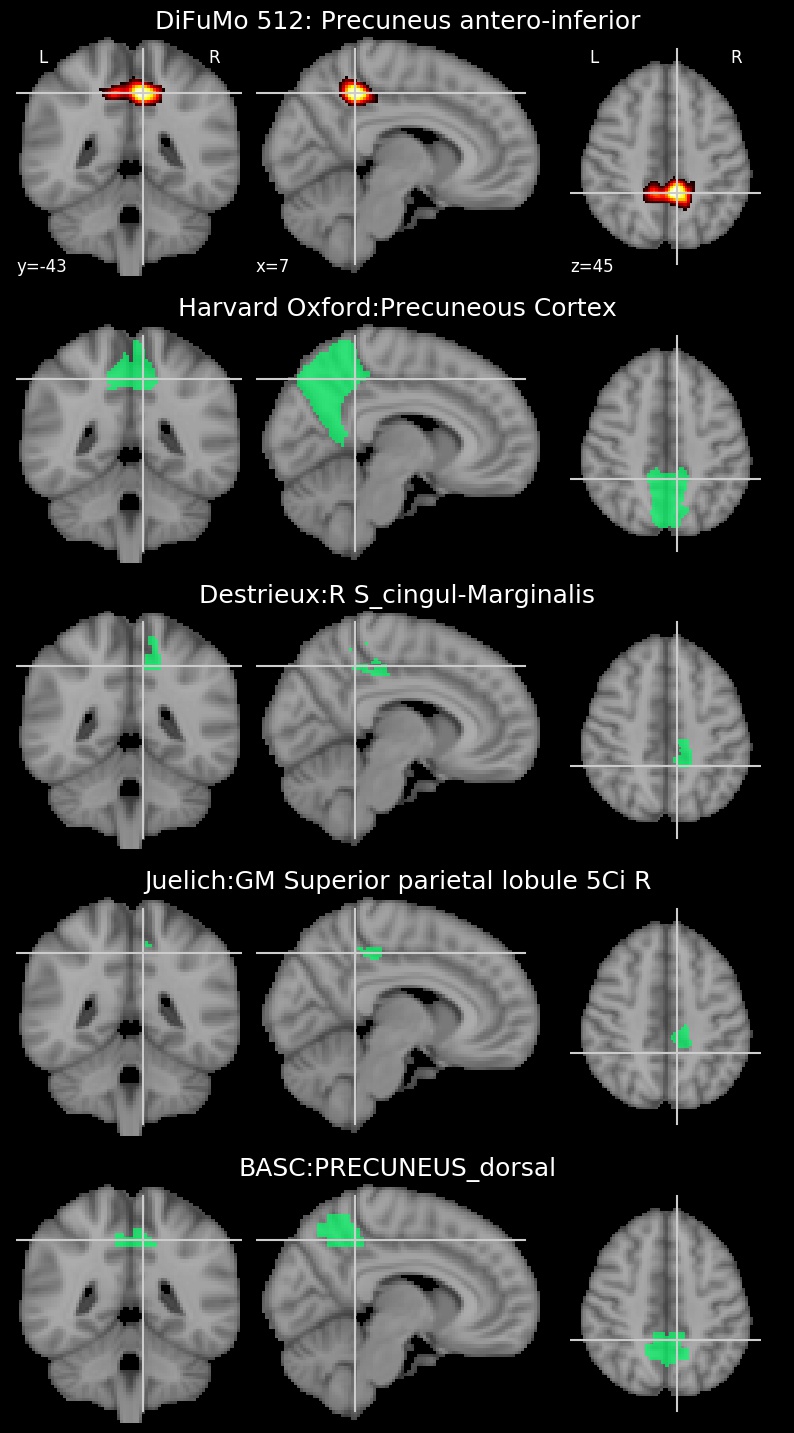 DiFuMo 512: Precuneus antero-inferior
L R L R
y=-43 x=7 z=45
Harvard Oxford:Precuneous Cortex
Destrieux:R S_cingul-Marginalis
Juelich:GM Superior parietal lobule 5Ci R
BASC:PRECUNEUS_dorsal